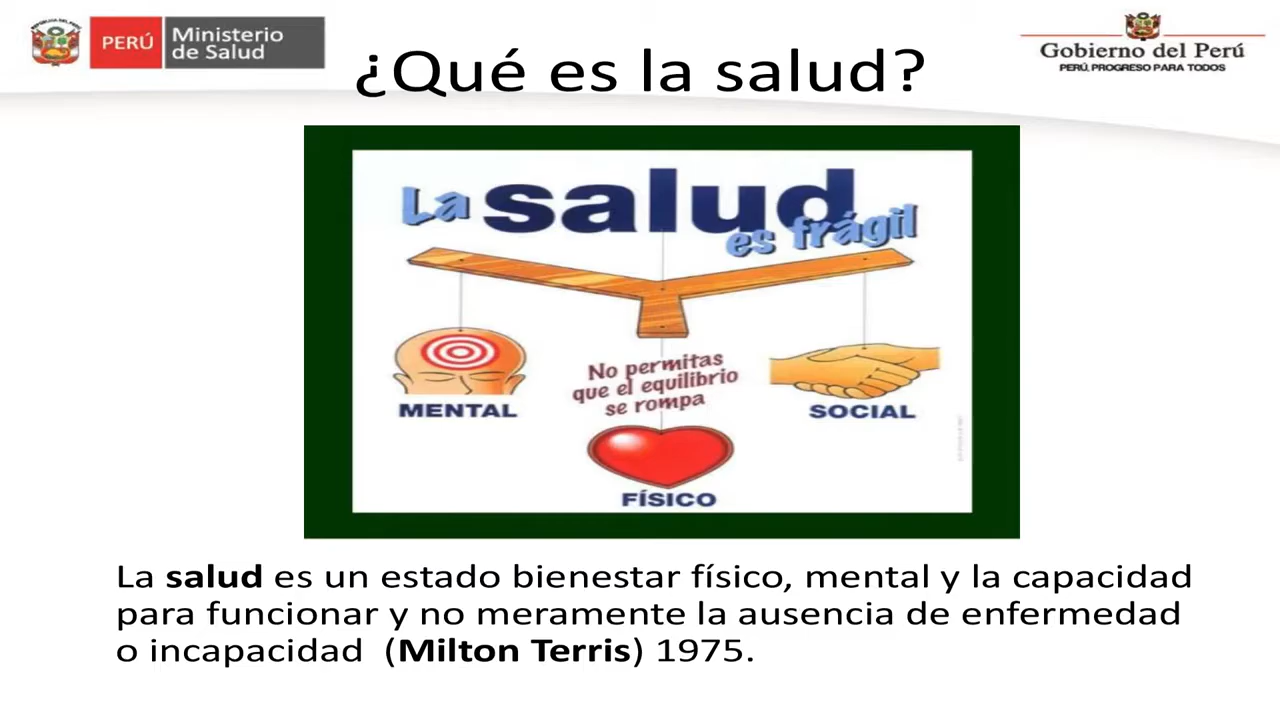 PERÚ
Ministerio
de Salud
Gobierno del Perú
PERÚ, PROGRESO PARA TODOS
¿Qué es la salud?
La salud
es frágil
No permitas
que el equilibrio
se rompa
MENTAL
SOCIAL
FÍSICO
La salud es un estado bienestar físico, mental y la capacidad
para funcionar y no meramente la ausencia de enfermedad
o incapacidad (Milton Terris) 1975.